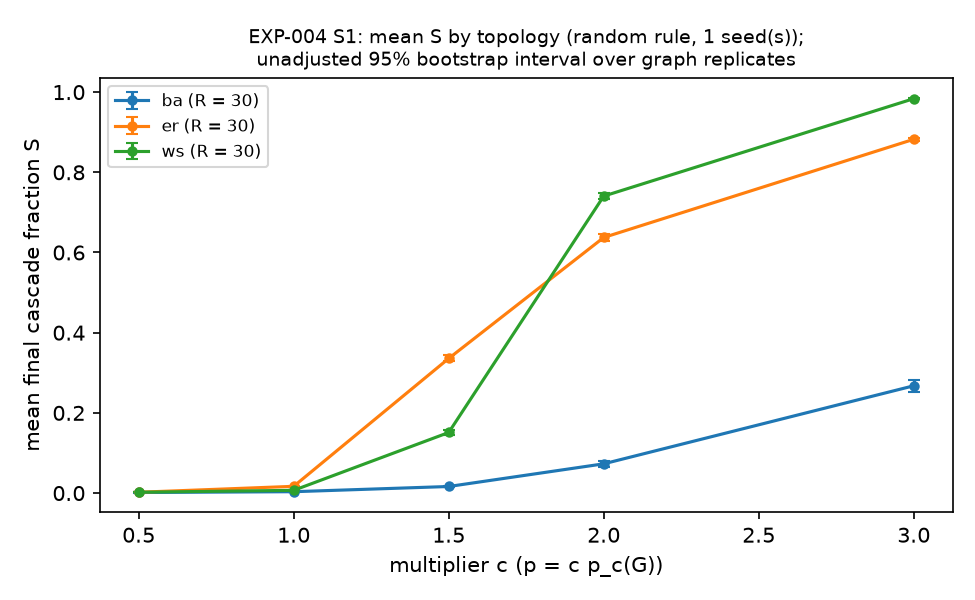 EXP-004 S1: mean S by topology (random rule, 1 seed(s));
unadjusted 95% bootstrap interval over graph replicates
ba (R = 30)
er (R = 30)
ws (R = 30)
mean final cascade fraction S
1.0
0.8
0.6
0.4
0.2
0.0
0.5
1.0
1.5
2.0
2.5
3.0
multiplier c (p = c p_c(G))